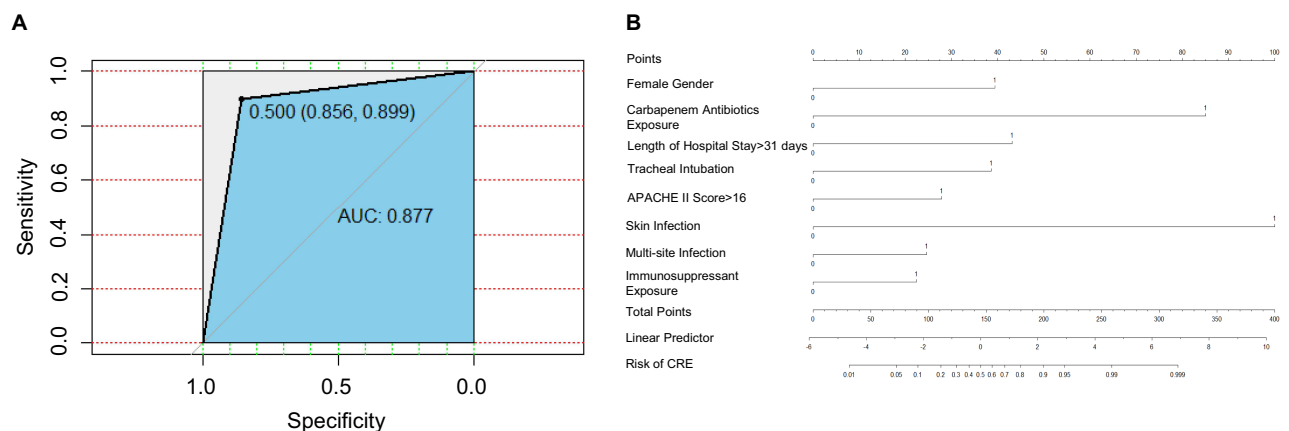 A
1.0
0.8
0.6
0.4
0.2
0.0
Sensitivity
0.500 (0.856, 0.899)
AUC: 0.877
1.0 0.5 0.0
Specificity
B
Points
0 10 20 30 40 50 60 70 80 90 100
Female Gender
0 1
Carbapenem Antibiotics
Exposure
0 1
Length of Hospital Stay>31 days
0 1
Tracheal Intubation
0 1
APACHE II Score>16
0 1
Skin Infection
0 1
Multi-site Infection
0 1
Immunosuppressant
Exposure
0 1
Total Points
0 50 100 150 200 250 300 350 400
Linear Predictor
-6 -4 -2 0 2 4 6 8 10
Risk of CRE
0.01 0.05 0.1 0.2 0.3 0.4 0.5 0.6 0.7 0.8 0.9 0.95 0.99 0.999